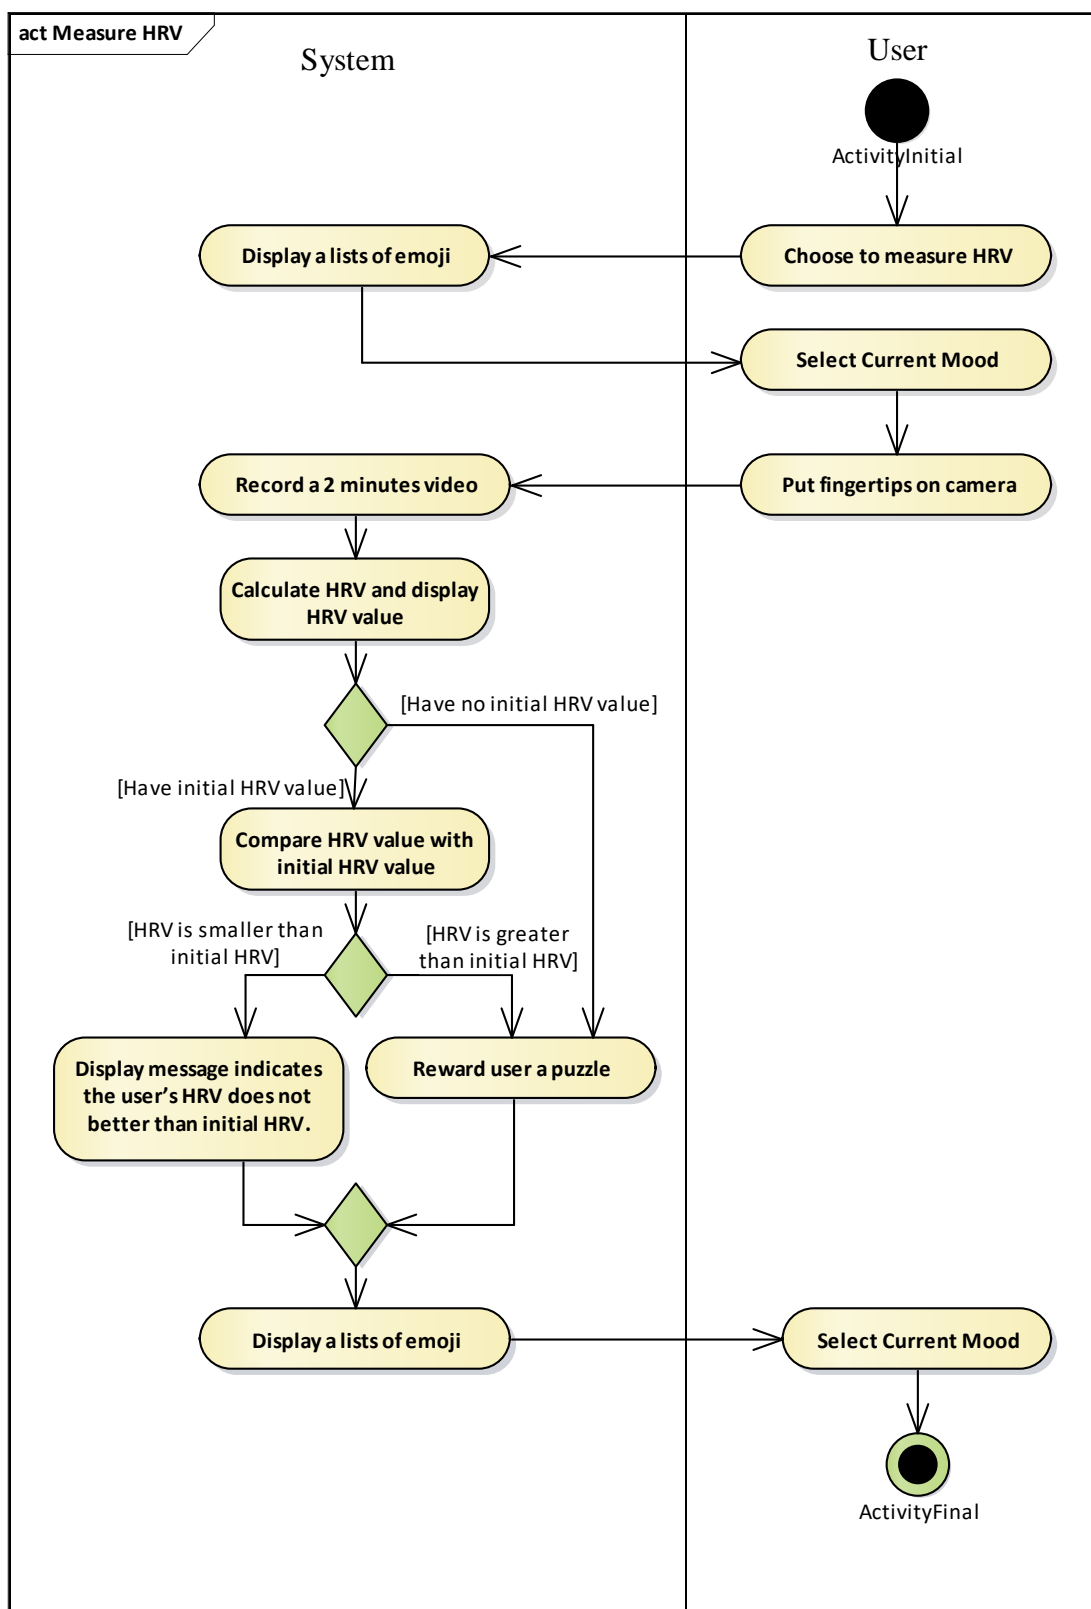 act Measure HRV
System
User
ActivityInitial
Display a lists of emoji
Choose to measure HRV
Select Current Mood
Record a 2 minutes video
Put fingertips on camera
Calculate HRV and display
HRV value
[Have no initial HRV value]
[Have initial HRV value]
Compare HRV value with
initial HRV value
[HRV is smaller than
initial HRV]
[HRV is greater
than initial HRV]
Display message indicates
the user's HRV does not
better than initial HRV.
Reward user a puzzle
Display a lists of emoji
Select Current Mood
ActivityFinal